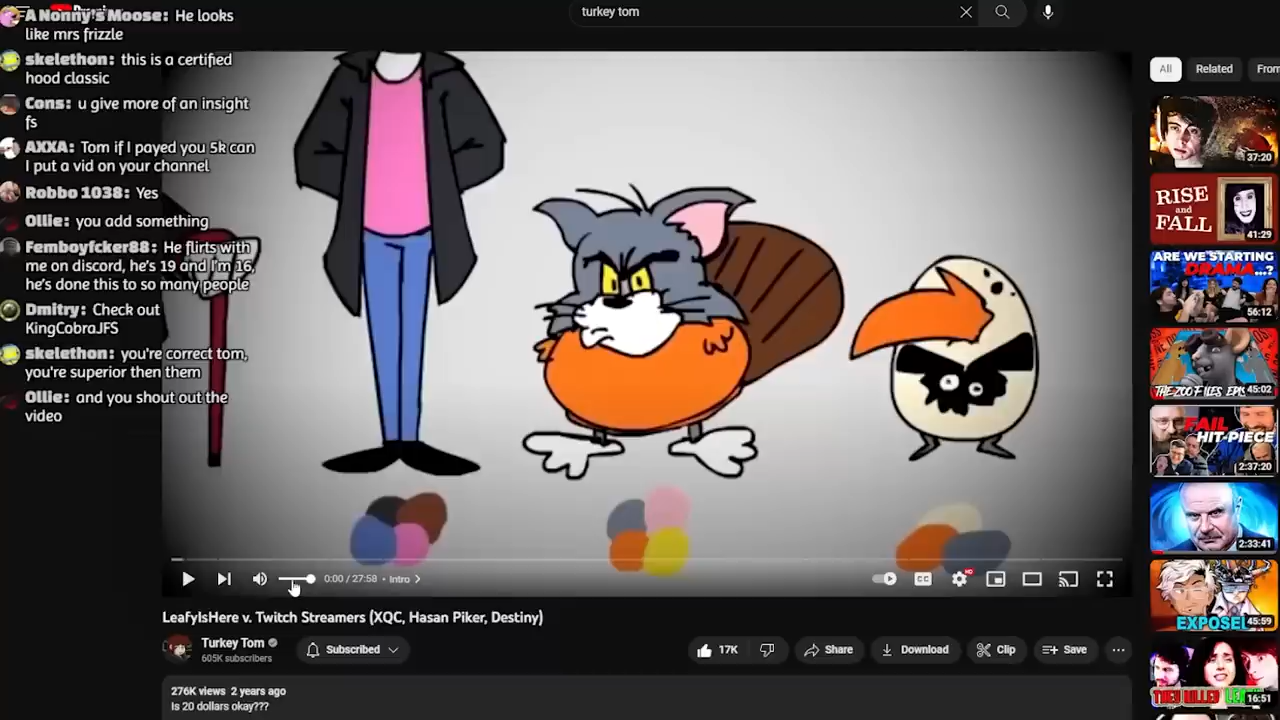 turkey tom
A Nonny's Moose: He looks
like mrs frizzle
skelethon: this is a certified
hood classic
Cons: u give more of an insight
fs
AXXA: Tom if I payed you 5k can
I put a vid on your channel
Robbo 1038: Yes
Ollie: you add something
Femboyfcker88: He flirts with
me on discord, he's 19 and I'm 16,
he's done this to so many people
Dmitry: Check out
KingCobraJFS
skelethon: you're correct tom,
you're superior then them
Ollie: and you shout out the
video
0:00 / 27:58 • Intro
CC
HD
LeafyIsHere v. Twitch Streamers (XQC, Hasan Piker, Destiny)
Turkey Tom
605K subscribers
Subscribed
17K
Share
Download
Clip
Save
276K views 2 years ago
Is 20 dollars okay???
All
Related
From
37:20
RISE
and
FALL
41:29
ARE WE STARTING
DRAMA...?
56:12
THE ZOO FILES
45:02
FAIL
HIT-PIECE
2:37:20
2:33:41
EXPOSE
45:59
THEY KILLED
16:51